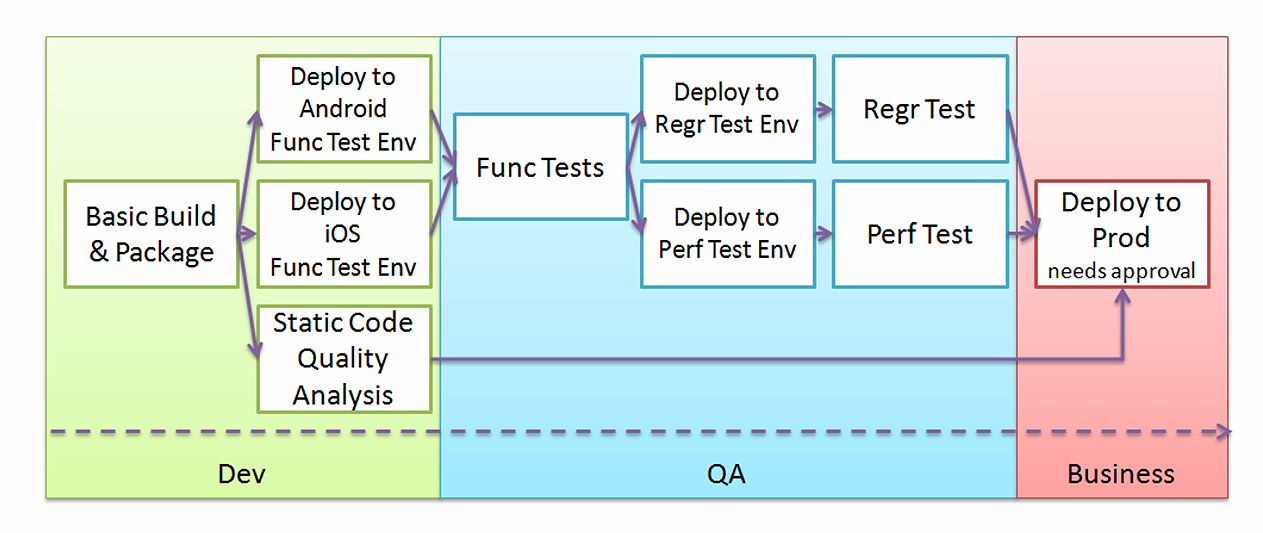 Basic Build
& Package
Deploy to
Android
Func Test Env
Deploy to
iOS
Func Test Env
Static Code
Quality
Analysis
Func Tests
Deploy to
Regr Test Env
Regr Test
Deploy to
Perf Test Env
Perf Test
Deploy to
Prod
needs approval
Dev
QA
Business